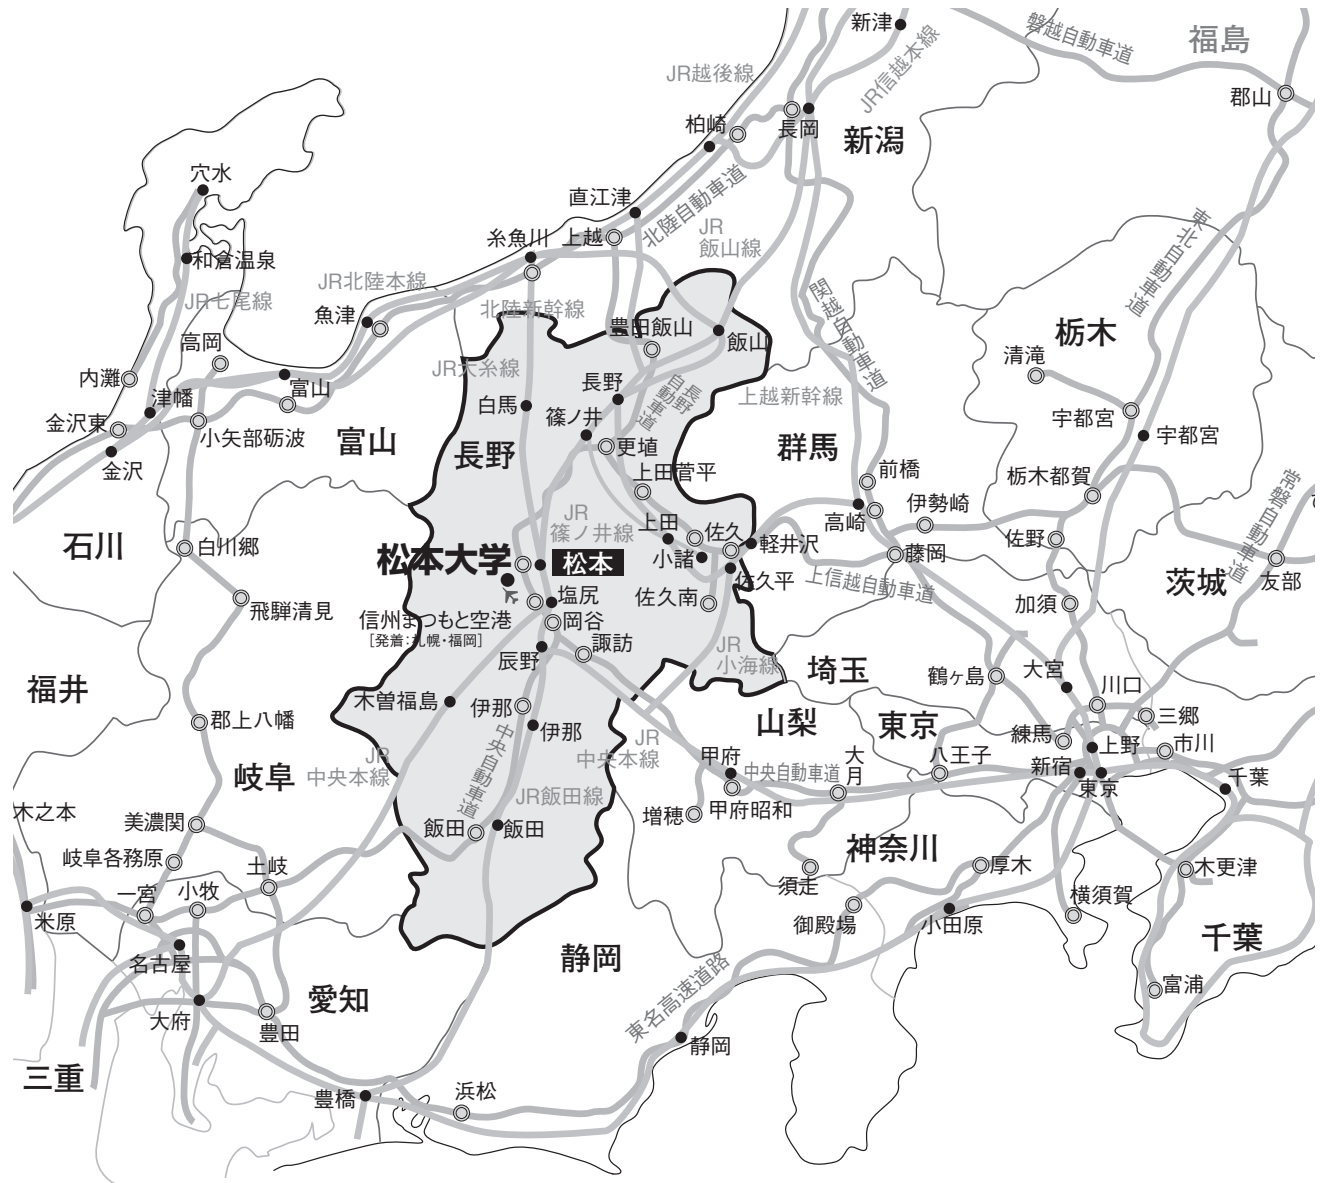 新津
磐越自動車道
福島
JR越後線
JR信越本線
郡山
柏崎
長岡
新潟
穴水
直江津
北陸自動車道
JR
飯山線
東北自動車道
糸魚川
上越
和倉温泉
JR七尾線
JR北陸本線
北陸新幹線
関越自動車道
魚津
豊田飯山
飯山
栃木
高岡
清滝
内灘
富山
JR大糸線
長野
長野
自動車道
上越新幹線
津幡
白馬
篠ノ井
宇都宮
金沢東
小矢部砺波
富山
長野
更埴
群馬
宇都宮
金沢
上田菅平
前橋
栃木都賀
常磐自動車道
JR
篠ノ井線
上田
佐久
高崎
伊勢崎
石川
白川郷
松本大学
松本
小諸
軽井沢
藤岡
佐野
佐久平
上信越自動車道
友部
茨城
飛騨清見
塩尻
佐久南
加須
信州まつもと空港
[発着:札幌・福岡]
岡谷
諏訪
JR
小海線
辰野
埼玉
大宮
福井
木曽福島
伊那
鶴ヶ島
川口
郡上八幡
伊那
山梨
東京
三郷
中央自動車道
JR
中央本線
JR
中央本線
練馬
上野
市川
岐阜
甲府
中央自動車道
大月
八王子
新宿
東京
千葉
JR飯田線
増穂
甲府昭和
木之本
美濃関
飯田
飯田
神奈川
岐阜各務原
土岐
須走
厚木
木更津
一宮
小牧
米原
御殿場
小田原
横須賀
名古屋
静岡
千葉
東名高速道路
愛知
富浦
大府
豊田
静岡
三重
豊橋
浜松